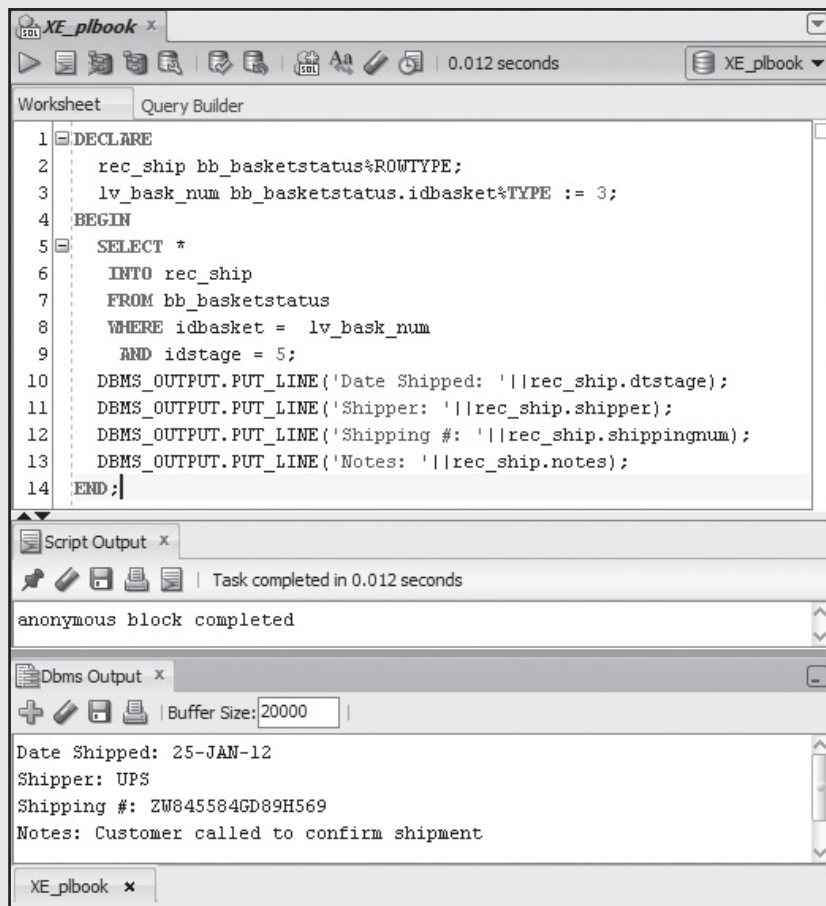 XE_plbook
0.012 seconds
XE_plbook
Worksheet Query Builder
1 DECLARE
2 rec_ship bb_basketstatus%ROWTYPE;
3 lv_bask_num bb_basketstatus.idbasket%TYPE := 3;
4 BEGIN
5 SELECT *
6 INTO rec_ship
7 FROM bb_basketstatus
8 WHERE idbasket = lv_bask_num
9 AND idstage = 5;
10 DBMS_OUTPUT.PUT_LINE('Date Shipped: '||rec_ship.dtstage);
11 DBMS_OUTPUT.PUT_LINE('Shipper: '||rec_ship.shipper);
12 DBMS_OUTPUT.PUT_LINE('Shipping #: '||rec_ship.shippingnum);
13 DBMS_OUTPUT.PUT_LINE('Notes: '||rec_ship.notes);
14 END;
Script Output
Task completed in 0.012 seconds
anonymous block completed
Dbms Output
Buffer Size: 20000
Date Shipped: 25-JAN-12
Shipper: UPS
Shipping #: ZW845584GD89H569
Notes: Customer called to confirm shipment
XE_plbook